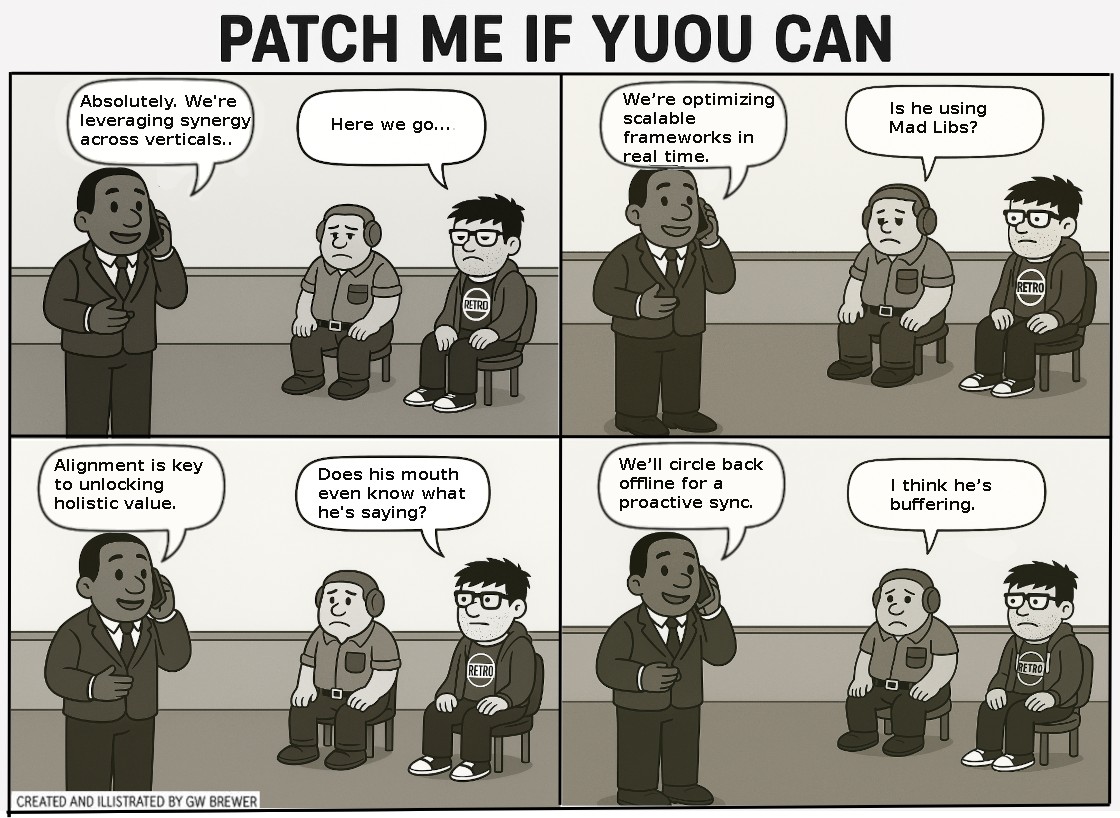 PATCH ME IF YUOU CAN
Absolutely. We're
leveraging synergy
across verticals..
Here we go...
RETRO
We’re optimizing
scalable
frameworks in
real time.
Is he using
Mad Libs?
RETRO
Alignment is key
to unlocking
holistic value.
Does his mouth
even know what
he's saying?
RETRO
We’ll circle back
offline for a
proactive sync.
I think he’s
buffering.
RETRO
CREATED AND ILLUSTRATED BY GW BREWER